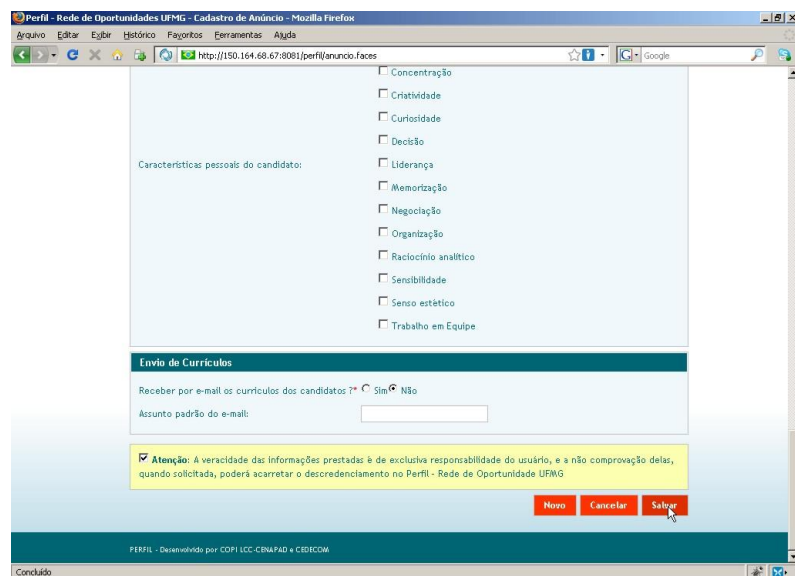 Perfil - Rede de Oportunidades UFMG - Cadastro de Anúncio - Mozilla Firefox
Arquivo Editar Exibir Histórico Favoritos Ferramentas Ajuda
http://150.164.68.67:8081/perfil/anuncio.faces
G Google
Concentração
Criatividade
Curiosidade
Decisão
Características pessoais do candidato:
Liderança
Memorização
Negociação
Organização
Raciocínio analítico
Sensibilidade
Senso estético
Trabalho em Equipe
Envio de Currículos
Receber por e-mail os curriculos dos candidatos ?* Sim Não
Assunto padrão do e-mail:
Atenção: A veracidade das informações prestadas é de exclusiva responsabilidade do usuário, e a não comprovação delas,
quando solicitada, poderá acarretar o descredenciamento no Perfil - Rede de Oportunidade UFMG
Novo Cancelar Salvar
PERFIL - Desenvolvido por COPI LCC-CENAPAD e CEDECOM
Concluído